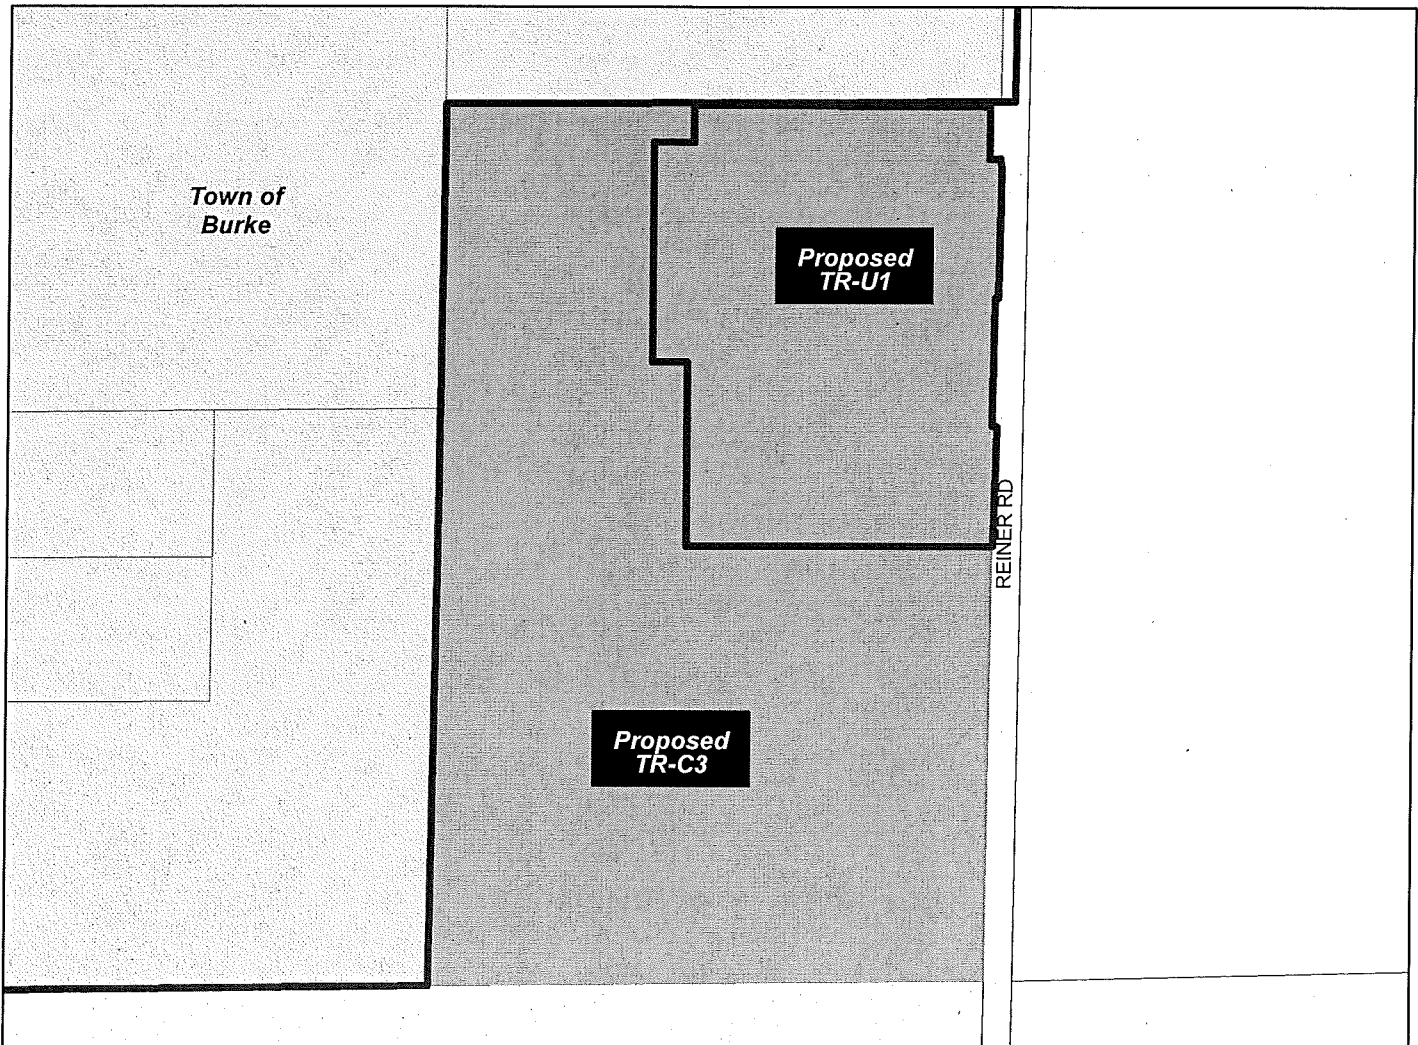 Town of
Burke
Proposed
TR-U1
REINER RD
Proposed
TR-C3